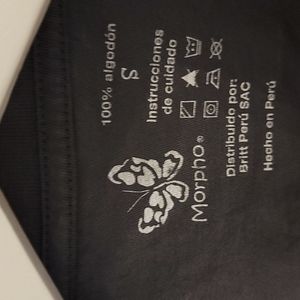 Morpho®
100% algodón
S
Instrucciones
de cuidado
Distribuido por:
Britt Perú SAC
Hecho en Perú